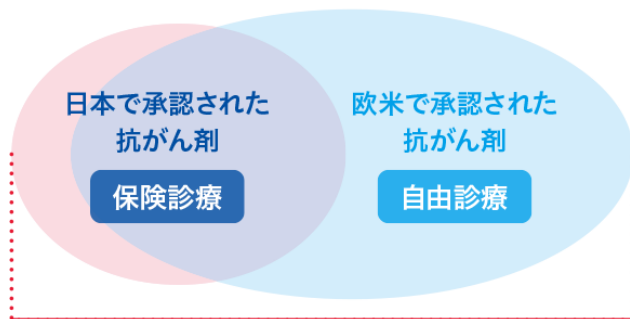 日本で承認された
抗がん剤
保険診療
欧米で承認された
抗がん剤
自由診療